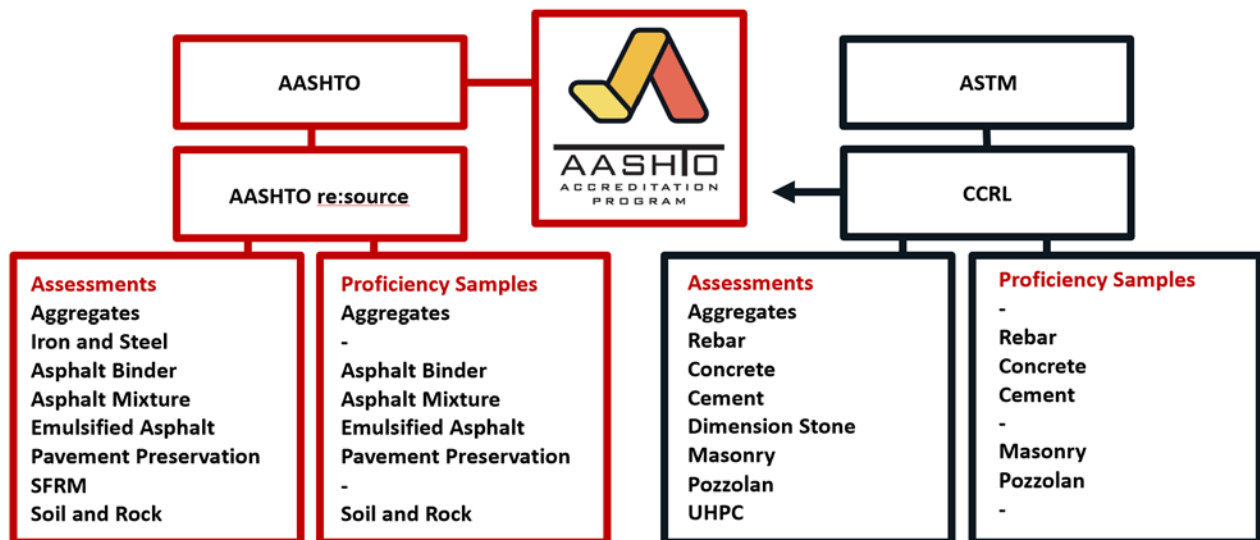 AASHTO
AASHTO
ACCREDITATION
PROGRAM
ASTM
AASHTO re:source
CCRL
Assessments
Aggregates
Iron and Steel
Asphalt Binder
Asphalt Mixture
Emulsified Asphalt
Pavement Preservation
SFRM
Soil and Rock
Proficiency Samples
Aggregates
-
Asphalt Binder
Asphalt Mixture
Emulsified Asphalt
Pavement Preservation
-
Soil and Rock
Assessments
Aggregates
Rebar
Concrete
Cement
Dimension Stone
Masonry
Pozzolan
UHPC
Proficiency Samples
-
Rebar
Concrete
Cement
-
Masonry
Pozzolan
-